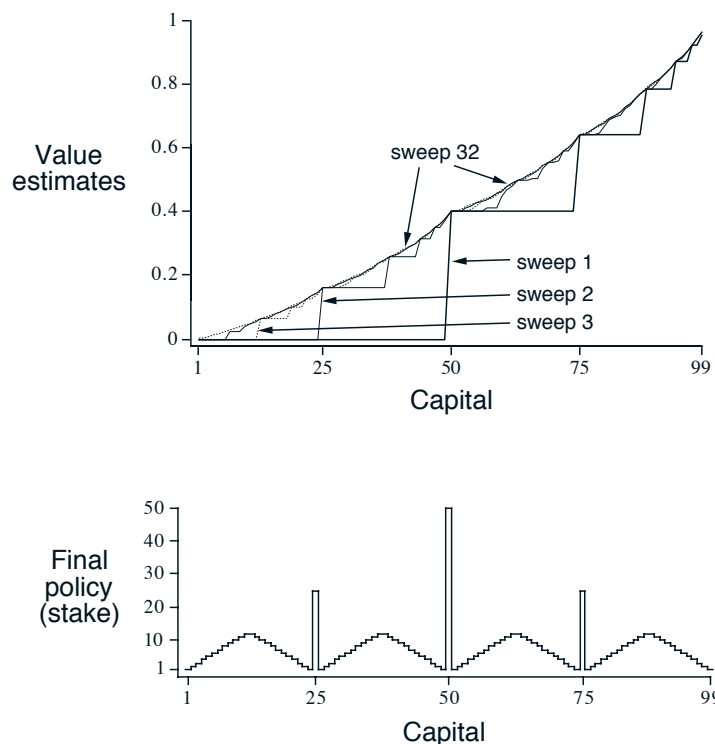 1
0.8
0.6
0.4
0.2
0
Value
estimates
sweep 32
sweep 1
sweep 2
sweep 3
1 25 50 75 99
Capital
50
40
30
20
10
1
Final
policy
(stake)
1 25 50 75 99
Capital